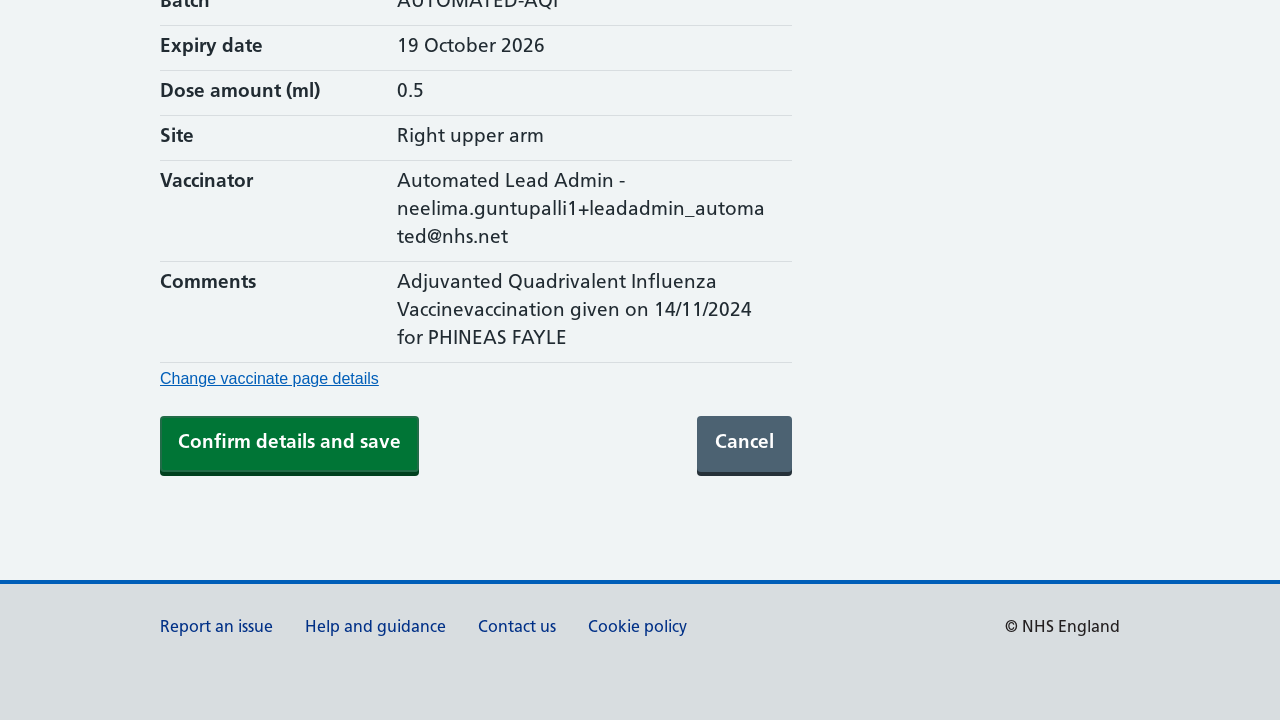 Batch AUTOMATED-AQI
Expiry date 19 October 2026
Dose amount (ml) 0.5
Site Right upper arm
Vaccinator Automated Lead Admin -
neelima.guntupalli1+leadadmin_automa
ted@nhs.net
Comments Adjuvanted Quadrivalent Influenza
Vaccinevaccination given on 14/11/2024
for PHINEAS FAYLE
Change vaccinate page details
Confirm details and save Cancel
Report an issue Help and guidance Contact us Cookie policy © NHS England